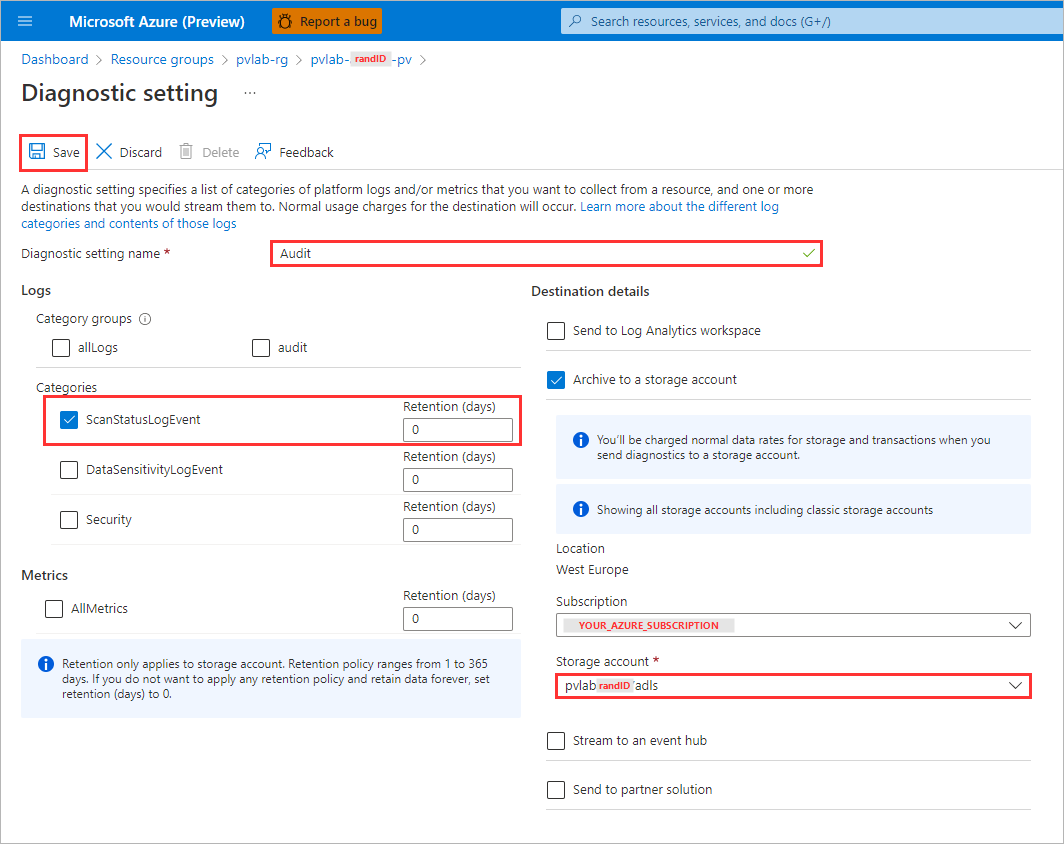 Microsoft Azure (Preview)
Report a bug
Search resources, services, and docs (G+/)
Dashboard > Resource groups > pvlab-rg > pvlab-randID-pv >
Diagnostic setting ...
Save
Discard
Delete
Feedback
A diagnostic setting specifies a list of categories of platform logs and/or metrics that you want to collect from a resource, and one or more
destinations that you would stream them to. Normal usage charges for the destination will occur. Learn more about the different log
categories and contents of those logs
Diagnostic setting name *
Audit
Logs
Category groups
allLogs
audit
Categories
ScanStatusLogEvent
Retention (days)
0
DataSensitivityLogEvent
Retention (days)
0
Security
Retention (days)
0
Metrics
AllMetrics
Retention (days)
0
Retention only applies to storage account. Retention policy ranges from 1 to 365
days. If you do not want to apply any retention policy and retain data forever, set
retention (days) to 0.
Destination details
Send to Log Analytics workspace
Archive to a storage account
You'll be charged normal data rates for storage and transactions when you
send diagnostics to a storage account.
Showing all storage accounts including classic storage accounts
Location
West Europe
Subscription
YOUR_AZURE_SUBSCRIPTION
Storage account *
pvlabrandIDadls
Stream to an event hub
Send to partner solution